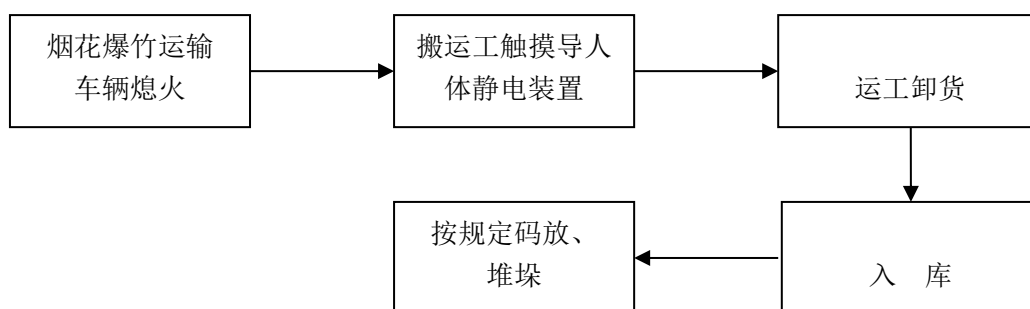 烟花爆竹运输
车辆熄火
搬运工触摸导人
体静电装置
运工卸货
按规定码放、
堆垛
入 库